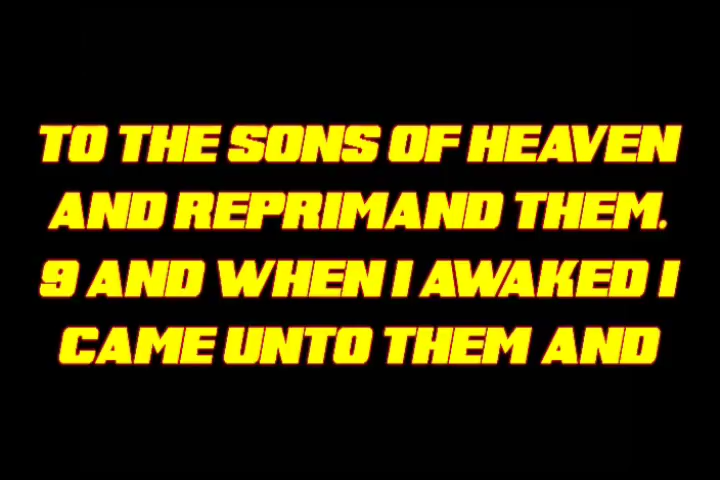 TO THE SONS OF HEAVEN
AND REPRIMAND THEM.
9 AND WHEN I AWAKED I
CAME UNTO THEM AND